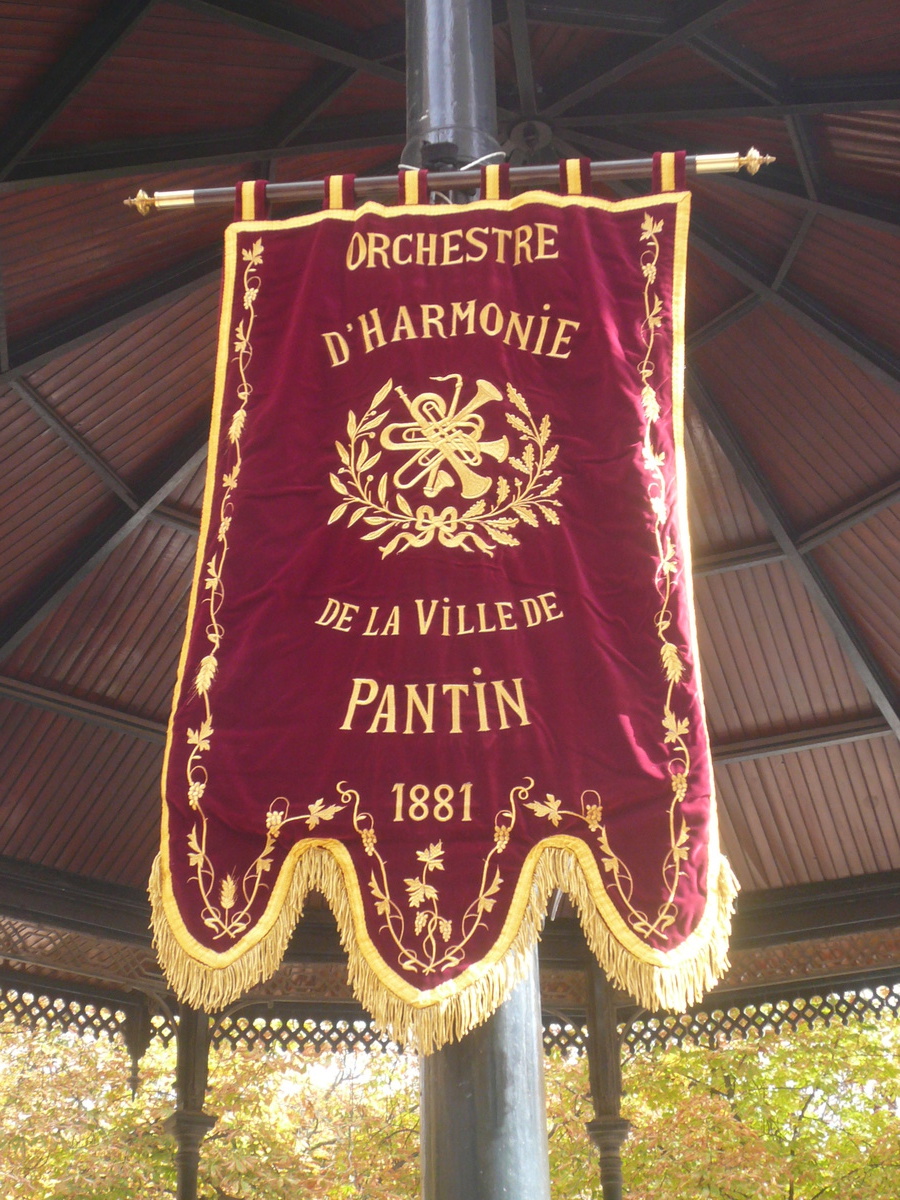 ORCHESTRE
D'HARMONIE
DE LA VILLE DE
PANTIN
1881